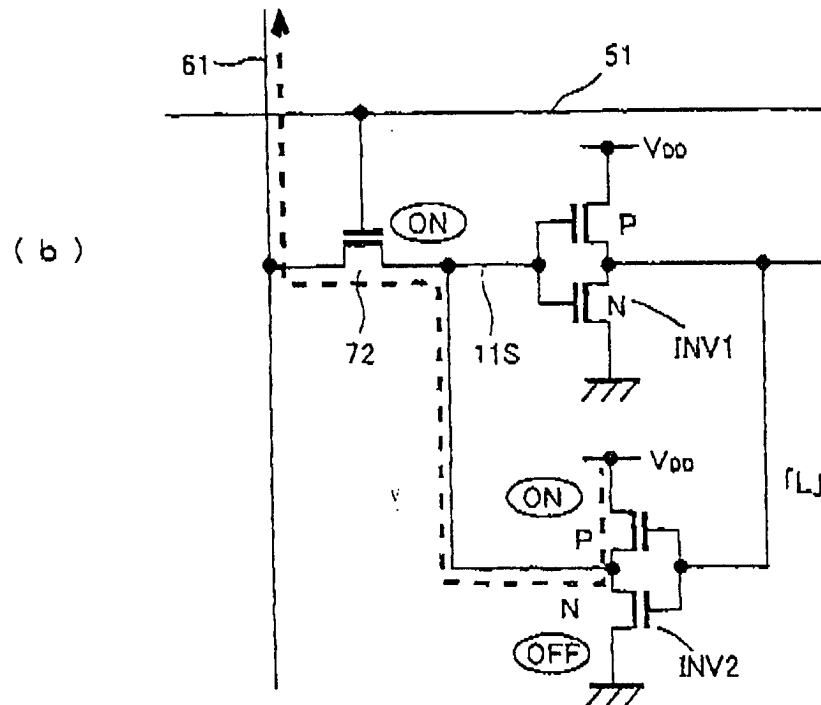 61
51
VDD
ON
P
( b )
N
72
11S
INV1
VDD
ON
「L」
P
N
OFF
INV2